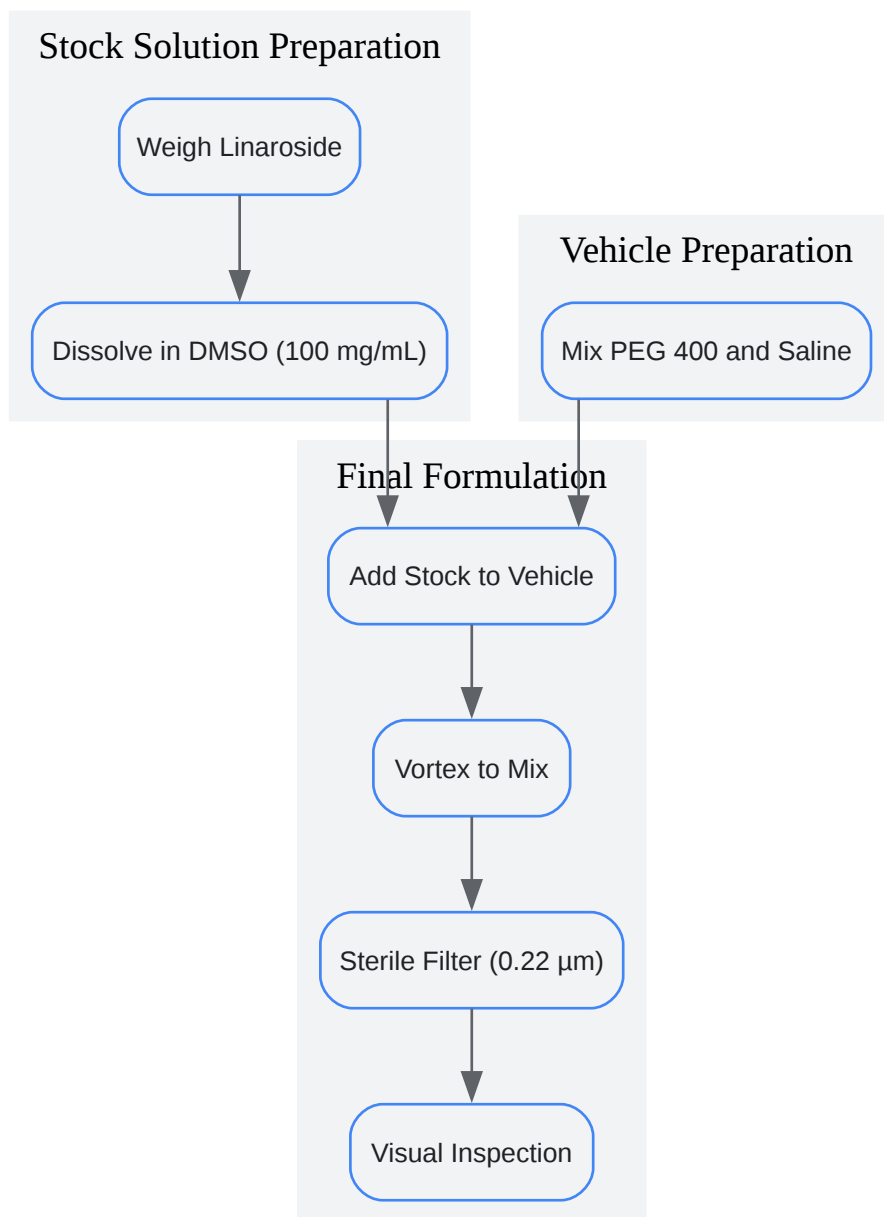 Stock Solution Preparation
Weigh Linaroside
Dissolve in DMSO (100 mg/mL)
Vehicle Preparation
Mix PEG 400 and Saline
Final Formulation
Add Stock to Vehicle
Vortex to Mix
Sterile Filter (0.22 µm)
Visual Inspection